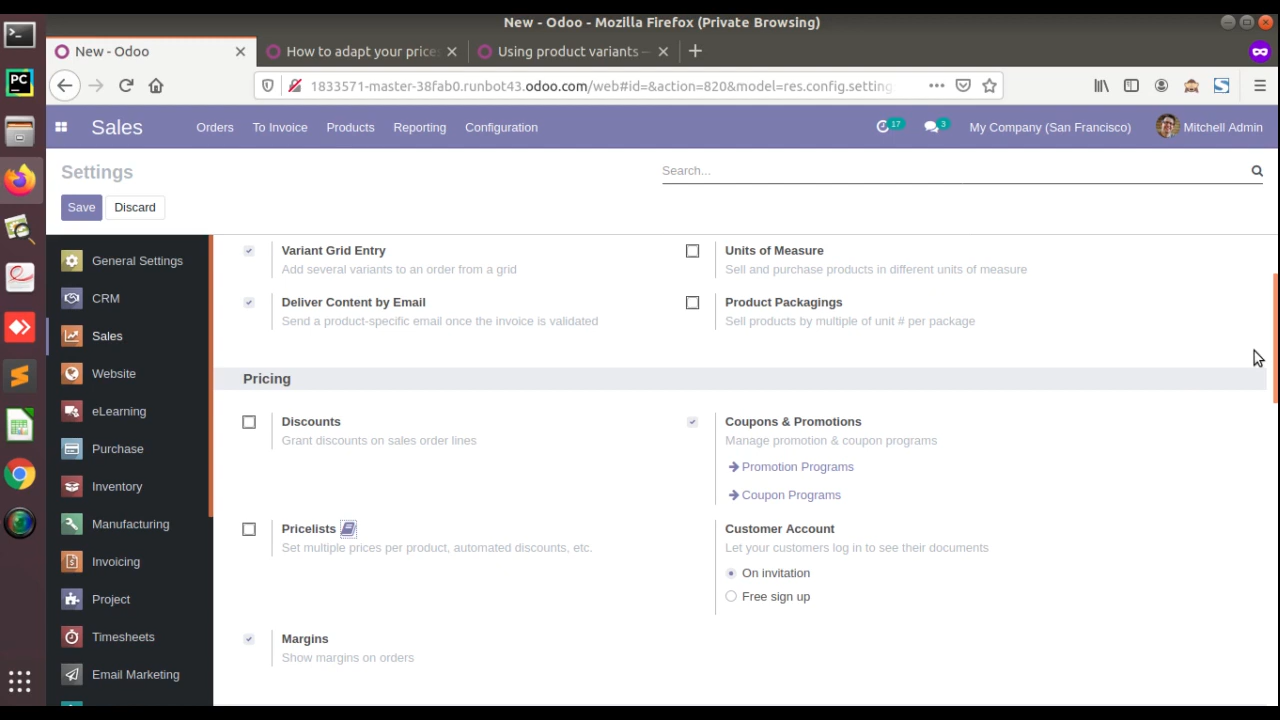 New - Odoo - Mozilla Firefox (Private Browsing)
New - Odoo
How to adapt your price
Using product variants —
1833571-master-38fabc.runbot43.odoo.com/web#id=&action=820&model=res.config.setting
Sales
Orders
To Invoice
Products
Reporting
Configuration
17
3
My Company (San Francisco)
Mitchell Admin
Settings
Search...
Save
Discard
General Settings
CRM
Sales
Website
eLearning
Purchase
Inventory
Manufacturing
Invoicing
Project
Timesheets
Email Marketing
Variant Grid Entry
Add several variants to an order from a grid
Units of Measure
Sell and purchase products in different units of measure
Deliver Content by Email
Send a product-specific email once the invoice is validated
Product Packagings
Sell products by multiple of unit # per package
Pricing
Discounts
Grant discounts on sales order lines
Coupons & Promotions
Manage promotion & coupon programs
Promotion Programs
Coupon Programs
Pricelists
Set multiple prices per product, automated discounts, etc.
Customer Account
Let your customers log in to see their documents
On invitation
Free sign up
Margins
Show margins on orders